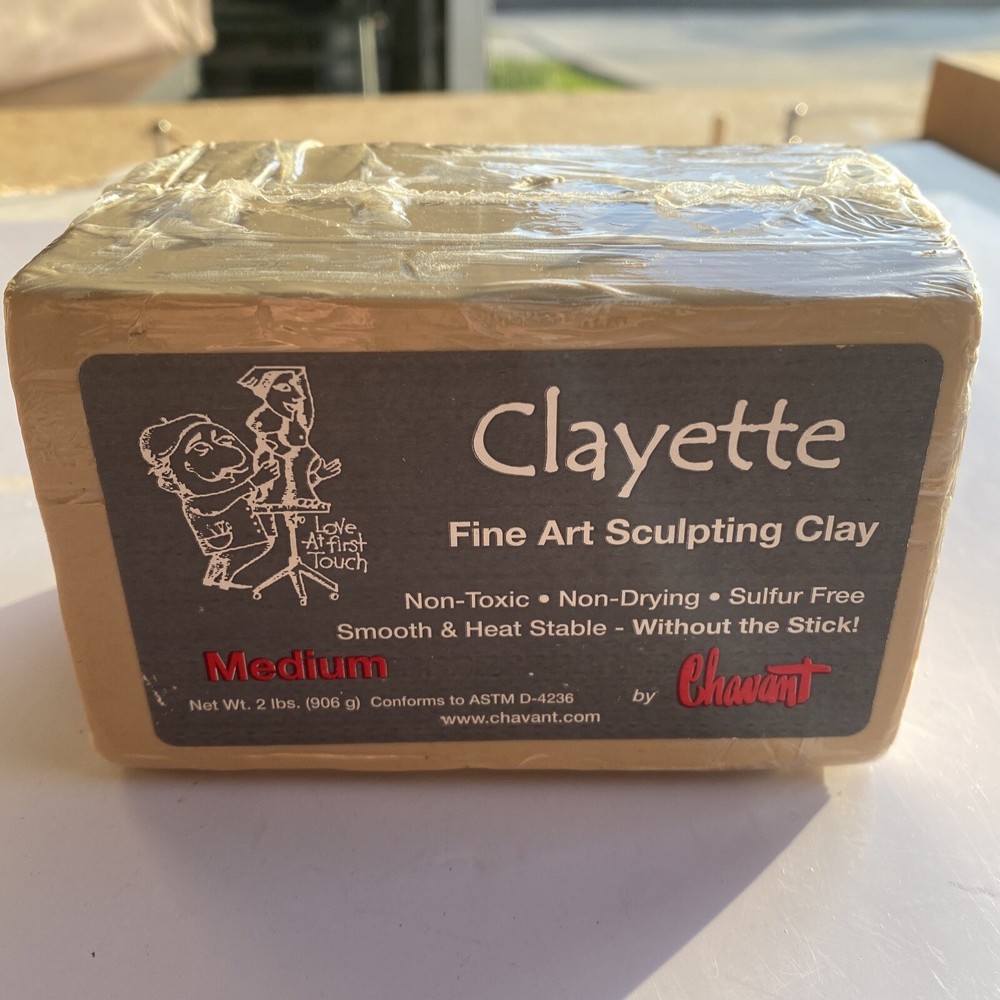 Clayette
Fine Art Sculpting Clay
Love
At first
Touch
Non-Toxic • Non-Drying • Sulfur Free
Smooth & Heat Stable - Without the Stick!
Medium
Net Wt. 2 lbs. (906 g) Conforms to ASTM D-4236
by Chavant
www.chavant.com